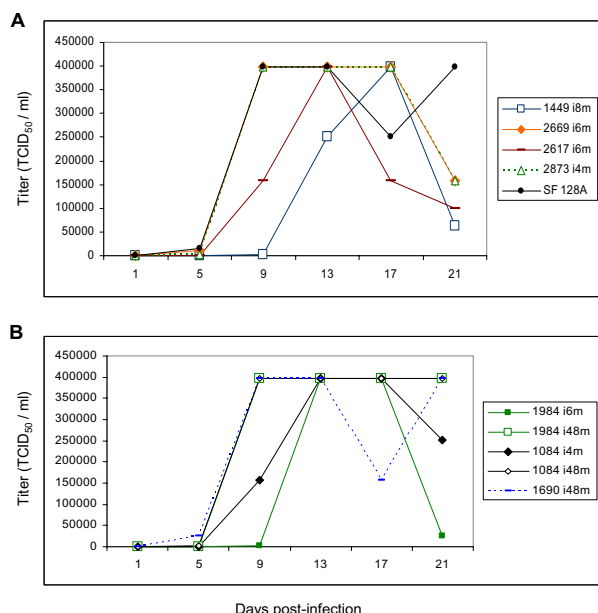 A
450000
400000
350000
300000
250000
200000
150000
100000
50000
0
Titer (TCID50 / ml)
1 5 9 13 17 21
1449 i8m
2669 i6m
2617 i6m
2873 i4m
SF 128A
B
450000
400000
350000
300000
250000
200000
150000
100000
50000
0
Titer (TCID50 / ml)
1 5 9 13 17 21
1984 i6m
1984 i48m
1084 i4m
1084 i48m
1690 i48m
Days post-infection